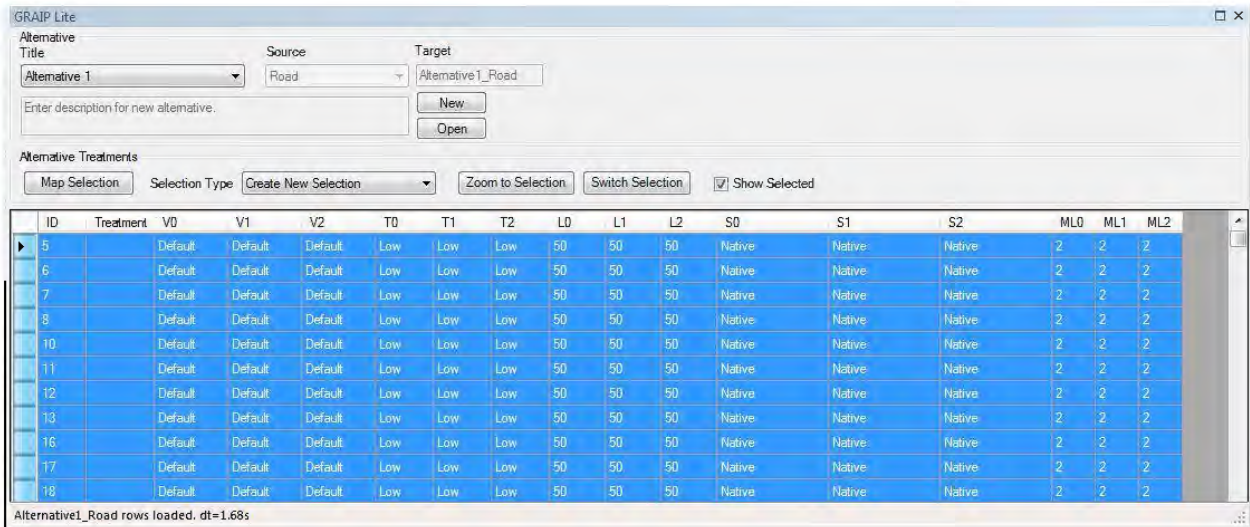 GRAIP Lite
Alternative
Title Source Target
Alternative 1 Road Alternative1_Road
Enter description for new alternative.
New
Open
Alternative Treatments
Map Selection Selection Type Create New Selection Zoom to Selection Switch Selection Show Selected
ID Treatment V0 V1 V2 T0 T1 T2 L0 L1 L2 S0 S1 S2 ML0 ML1 ML2
5 Default Default Default Low Low Low 50 50 50 Native Native Native 2 2 2
6 Default Default Default Low Low Low 50 50 50 Native Native Native 2 2 2
7 Default Default Default Low Low Low 50 50 50 Native Native Native 2 2 2
8 Default Default Default Low Low Low 50 50 50 Native Native Native 2 2 2
10 Default Default Default Low Low Low 50 50 50 Native Native Native 2 2 2
11 Default Default Default Low Low Low 50 50 50 Native Native Native 2 2 2
12 Default Default Default Low Low Low 50 50 50 Native Native Native 2 2 2
13 Default Default Default Low Low Low 50 50 50 Native Native Native 2 2 2
16 Default Default Default Low Low Low 50 50 50 Native Native Native 2 2 2
17 Default Default Default Low Low Low 50 50 50 Native Native Native 2 2 2
18 Default Default Default Low Low Low 50 50 50 Native Native Native 2 2 2
Alternative1_Road rows loaded. dt=1.68s